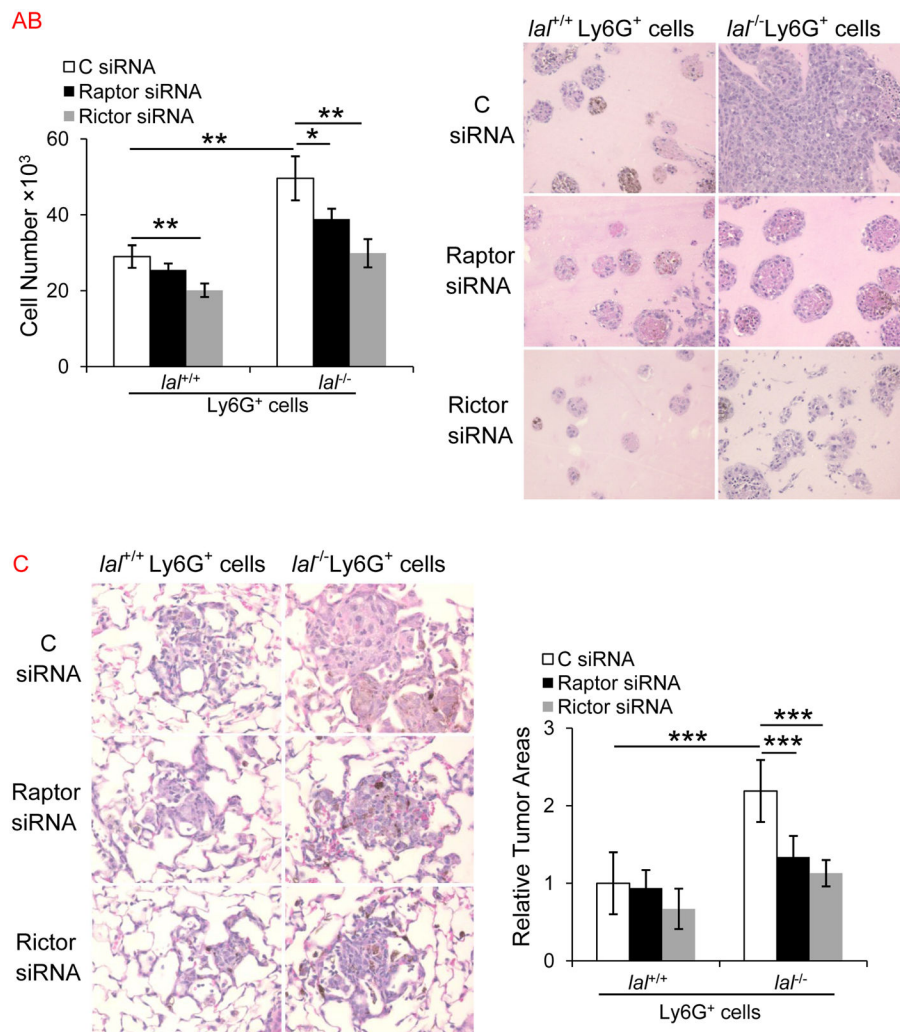 AB
C siRNA
Raptor siRNA
Rictor siRNA
Cell Number ×10³
60
40
20
0
**
**
*
**
lal+/+
lal-/-
Ly6G+ cells
lal+/+ Ly6G+ cells
lal-/-Ly6G+ cells
C
siRNA
Raptor
siRNA
Rictor
siRNA
C
lal+/+ Ly6G+ cells
lal-/-Ly6G+ cells
C
siRNA
Raptor
siRNA
Rictor
siRNA
C siRNA
Raptor siRNA
Rictor siRNA
Relative Tumor Areas
3
2
1
0
***
***
***
lal+/+
lal-/-
Ly6G+ cells